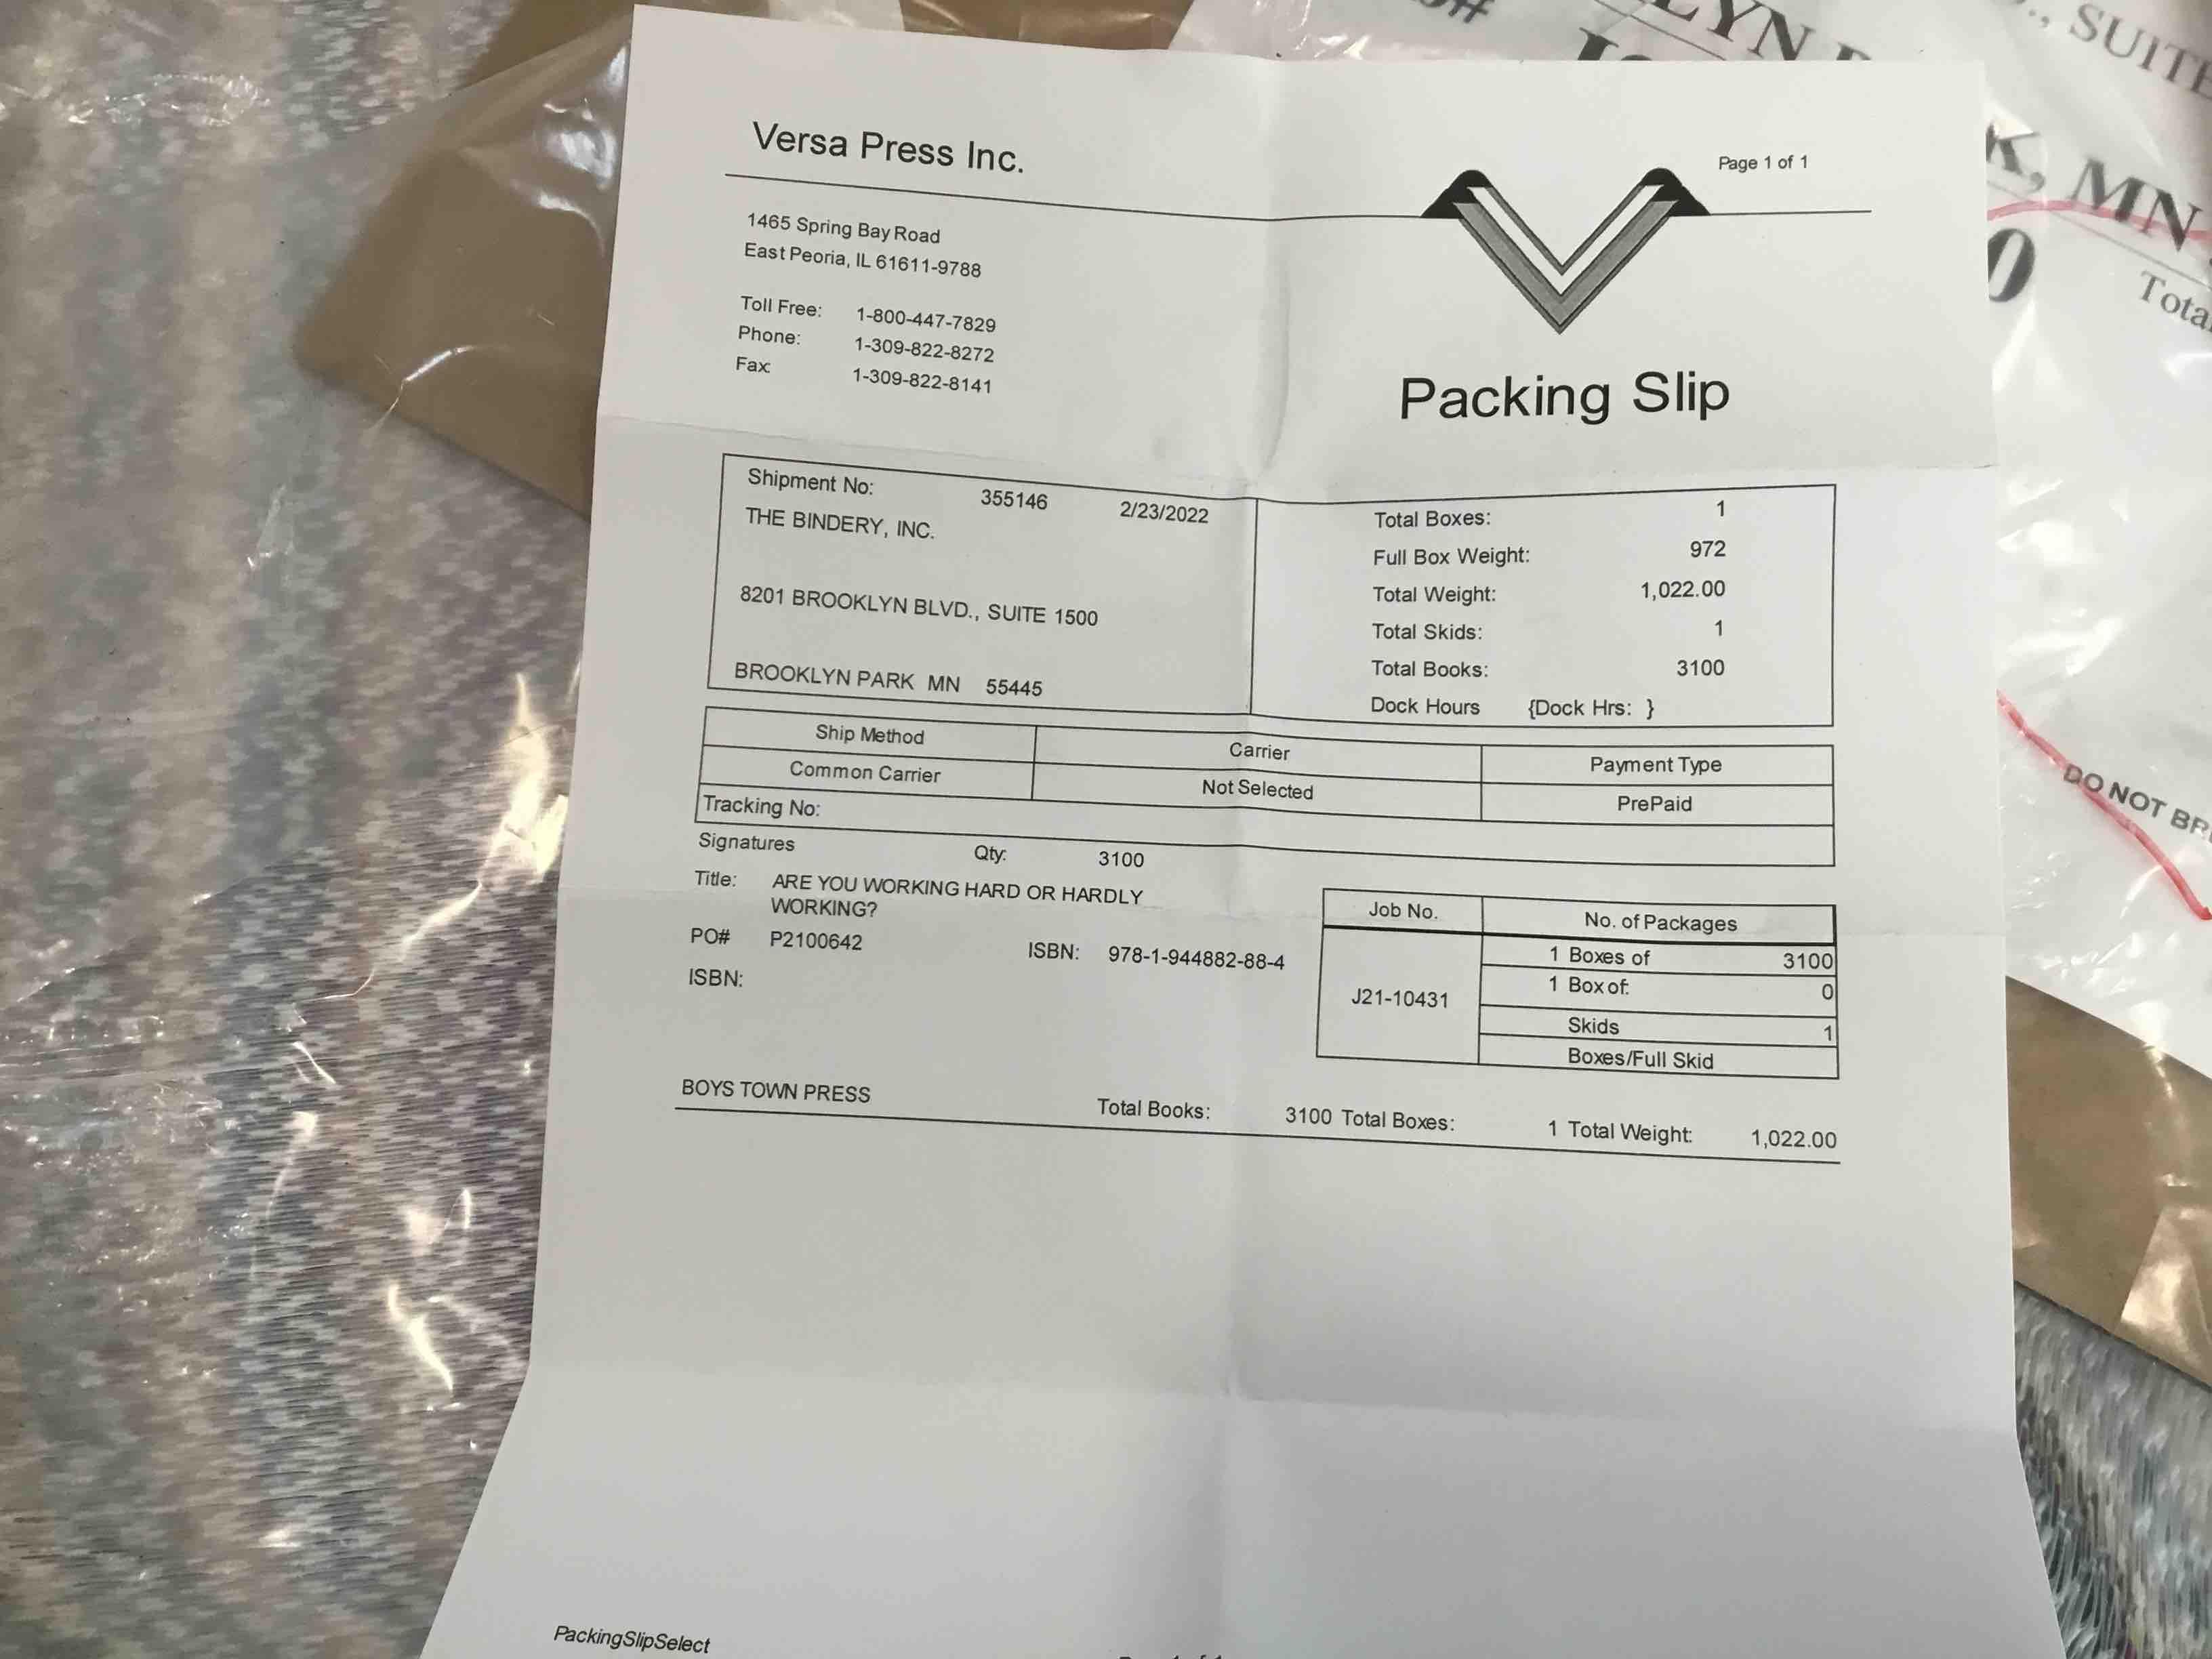 Versa Press Inc.
Page 1 of 1
1465 Spring Bay Road
East Peoria, IL 61611-9788
Toll Free: 1-800-447-7829
Phone: 1-309-822-8272
Fax: 1-309-822-8141
Packing Slip
Shipment No: 355146 2/23/2022
THE BINDERY, INC.
8201 BROOKLYN BLVD., SUITE 1500
BROOKLYN PARK MN 55445
Total Boxes: 1
Full Box Weight: 972
Total Weight: 1,022.00
Total Skids: 1
Total Books: 3100
Dock Hours {Dock Hrs: }
Ship Method Carrier Payment Type
Common Carrier Not Selected PrePaid
Tracking No:
Signatures Qty: 3100
Title: ARE YOU WORKING HARD OR HARDLY
WORKING?
PO# P2100642 ISBN: 978-1-944882-88-4
ISBN:
Job No. No. of Packages
J21-10431
1 Boxes of 3100
1 Box of: 0
Skids 1
Boxes/Full Skid
BOYS TOWN PRESS Total Books: 3100 Total Boxes: 1 Total Weight: 1,022.00
PackingSlipSelect
, SUITE
K, MN
0
Tota
DO NOT BR